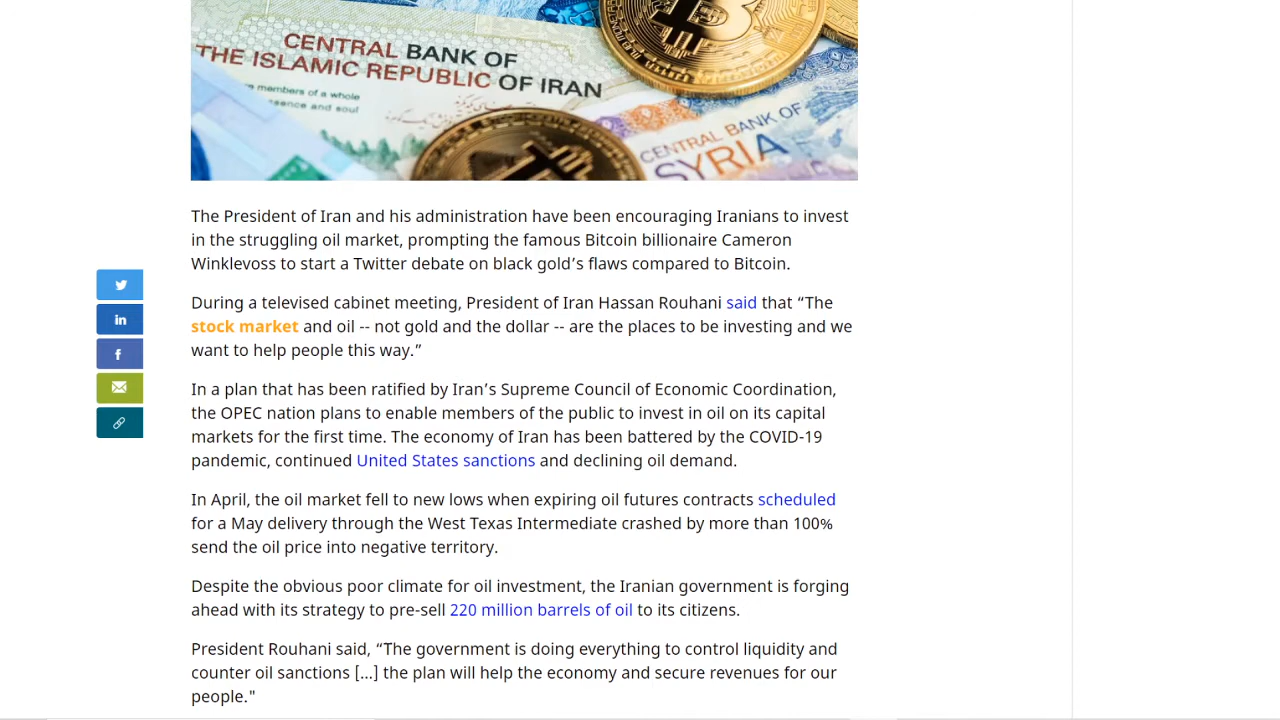 CENTRAL BANK OF
THE ISLAMIC REPUBLIC OF IRAN
members of a whole
sence and soul
CENTRAL BANK OF
SYRIA
The President of Iran and his administration have been encouraging Iranians to invest
in the struggling oil market, prompting the famous Bitcoin billionaire Cameron
Winklevoss to start a Twitter debate on black gold’s flaws compared to Bitcoin.
During a televised cabinet meeting, President of Iran Hassan Rouhani said that “The
stock market and oil -- not gold and the dollar -- are the places to be investing and we
want to help people this way.”
In a plan that has been ratified by Iran’s Supreme Council of Economic Coordination,
the OPEC nation plans to enable members of the public to invest in oil on its capital
markets for the first time. The economy of Iran has been battered by the COVID-19
pandemic, continued United States sanctions and declining oil demand.
In April, the oil market fell to new lows when expiring oil futures contracts scheduled
for a May delivery through the West Texas Intermediate crashed by more than 100%
send the oil price into negative territory.
Despite the obvious poor climate for oil investment, the Iranian government is forging
ahead with its strategy to pre-sell 220 million barrels of oil to its citizens.
President Rouhani said, “The government is doing everything to control liquidity and
counter oil sanctions [...] the plan will help the economy and secure revenues for our
people."